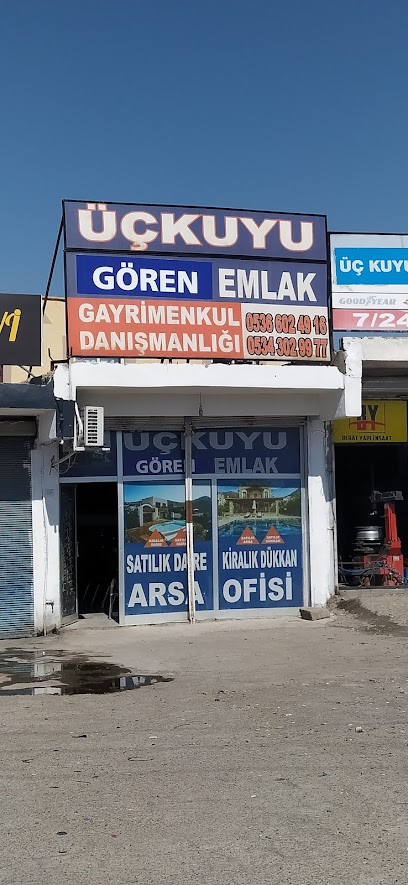 ÜÇKUYU
GÖREN EMLAK
GAYRİMENKUL 0536 602 49 16
DANIŞMANLIĞI 0534 302 99 77
ÜÇ KUYU
GOODYEAR
7/24
ÜÇKUYU
GÖREN EMLAK
SATILIK DAİRE
ARSA OFİSİ
KİRALIK DÜKKAN